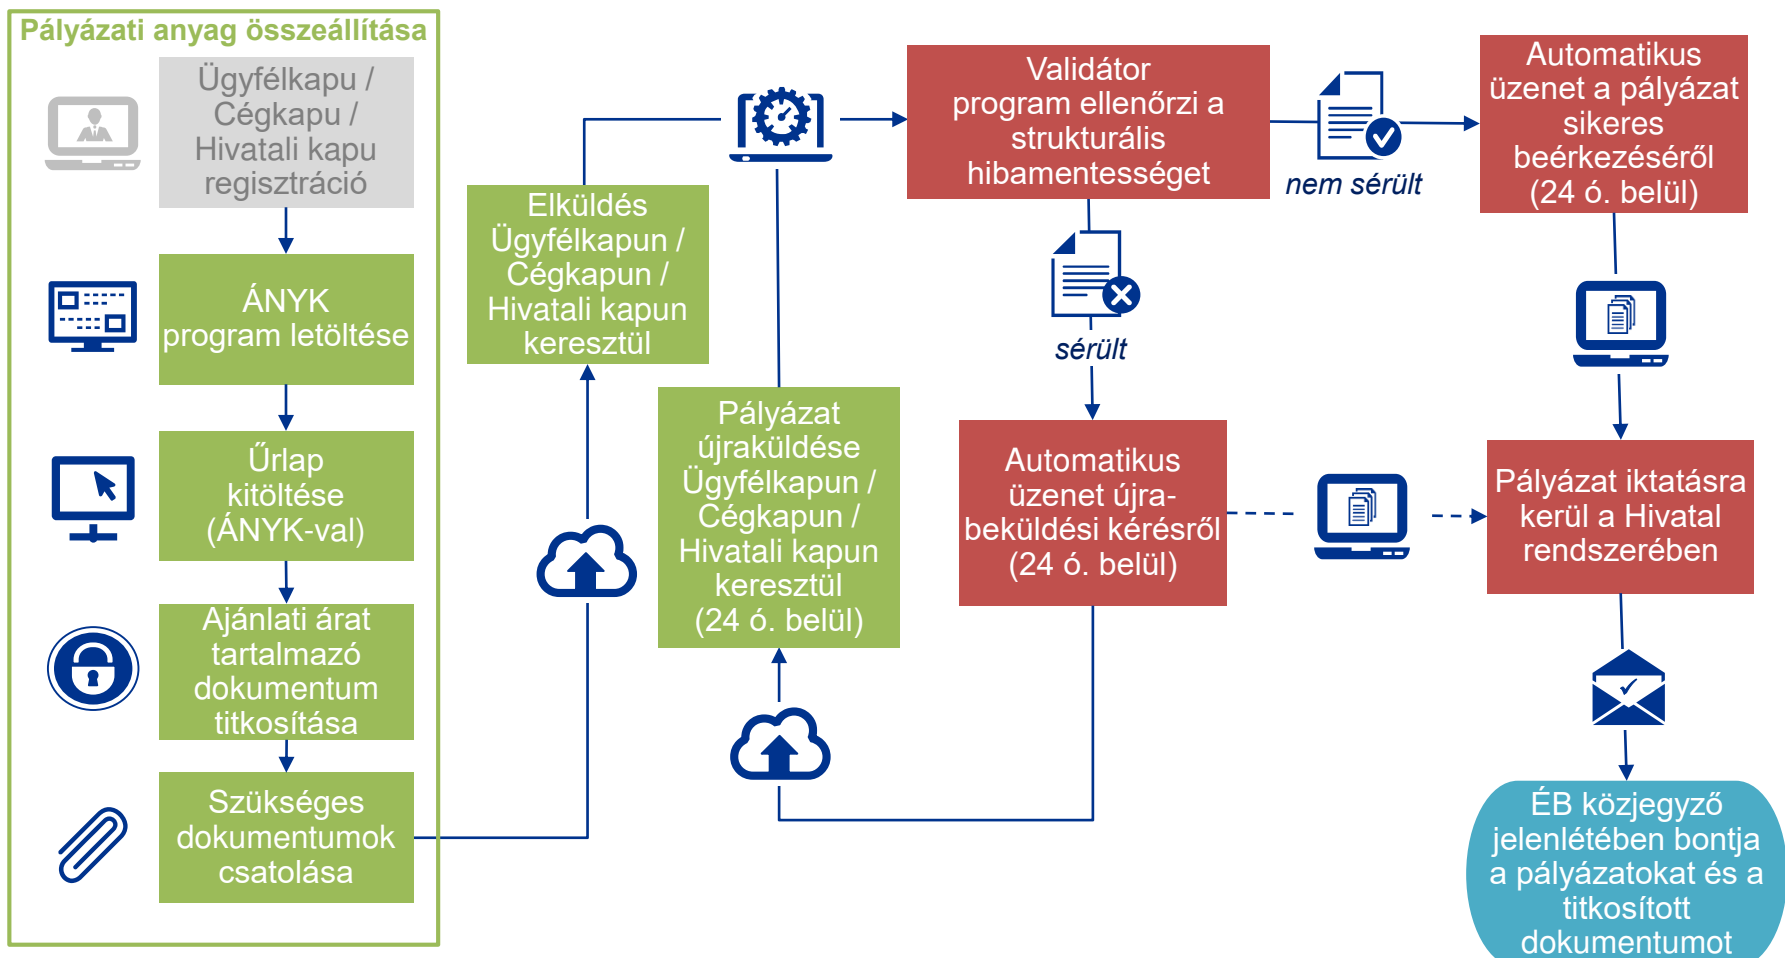 Pályázati anyag összeállítása
Ügyfélkapu /
Cégkapu /
Hivatali kapu
regisztráció
ÁNYK
program letöltése
Űrlap
kitöltése
(ÁNYK-val)
Ajánlati árat
tartalmazó
dokumentum
titkosítása
Szükséges
dokumentumok
csatolása
Elküldés
Ügyfélkapun /
Cégkapun /
Hivatali kapun
keresztül
Pályázat
újraküldése
Ügyfélkapun /
Cégkapun /
Hivatali kapun
keresztül
(24 ó. belül)
Validátor
program ellenőrzi a
strukturális
hibamentességet
nem sérült
sérült
Automatikus
üzenet a pályázat
sikeres
beérkezéséről
(24 ó. belül)
Automatikus
üzenet újra-
beküldési kérésről
(24 ó. belül)
Pályázat iktatásra
kerül a Hivatal
rendszerében
ÉB közjegyző
jelenlétében bontja
a pályázatokat és a
titkosított
dokumentumot